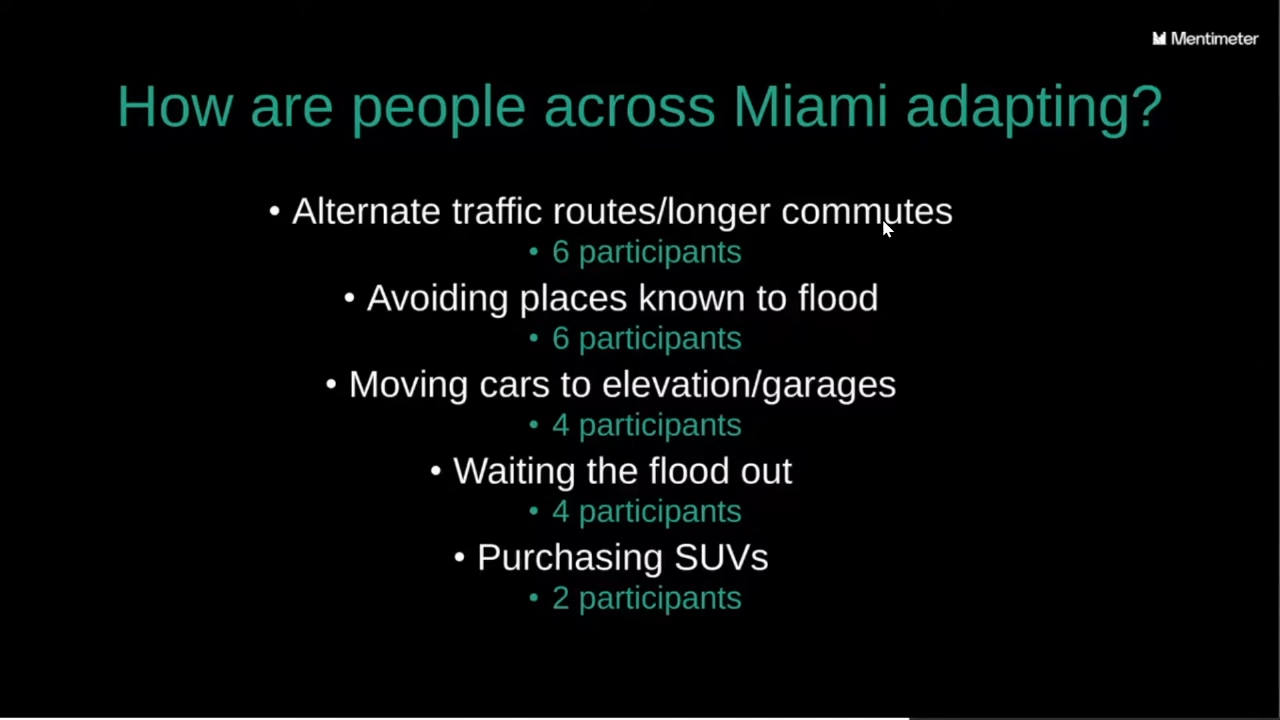 Mentimeter
How are people across Miami adapting?
• Alternate traffic routes/longer commutes
• 6 participants
• Avoiding places known to flood
• 6 participants
• Moving cars to elevation/garages
• 4 participants
• Waiting the flood out
• 4 participants
• Purchasing SUVs
• 2 participants